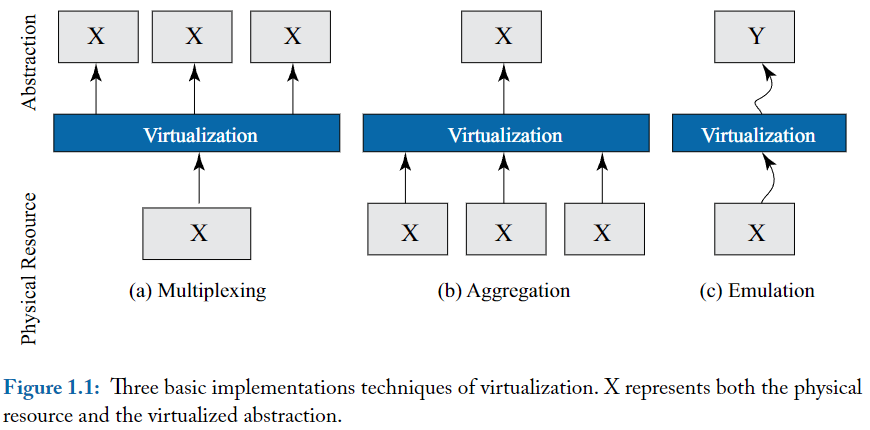 Abstraction
X X X X Y
Virtualization Virtualization Virtualization
Physical Resource
X X X X X
(a) Multiplexing (b) Aggregation (c) Emulation
Figure 1.1: Three basic implementations techniques of virtualization. X represents both the physical
resource and the virtualized abstraction.